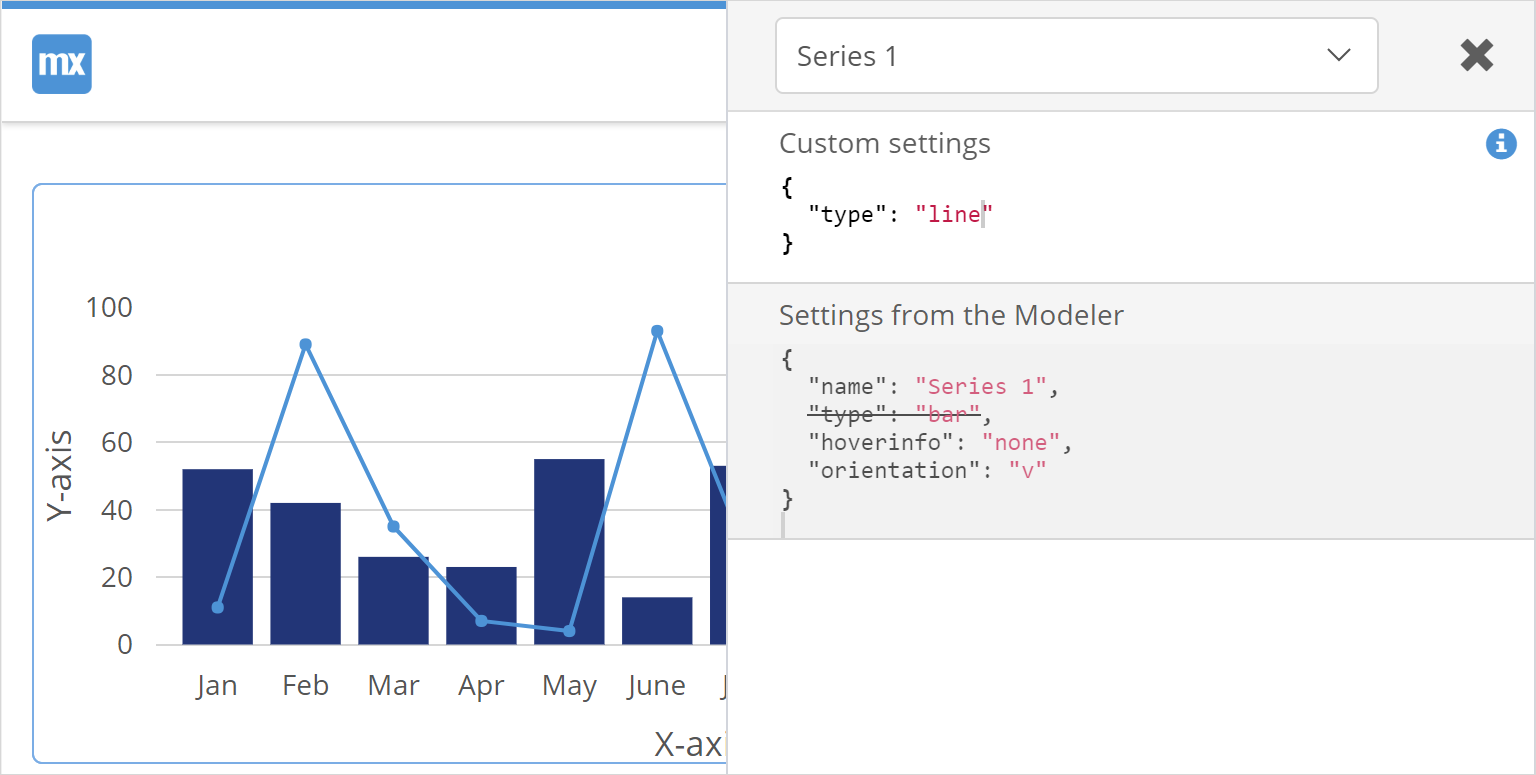 mx
Series 1
Custom settings
{
"type": "line"
}
Settings from the Modeler
{
"name": "Series 1",
"type": "bar",
"hoverinfo": "none",
"orientation": "v"
}
100
80
60
40
20
0
Y-axis
Jan Feb Mar Apr May June J
X-axi